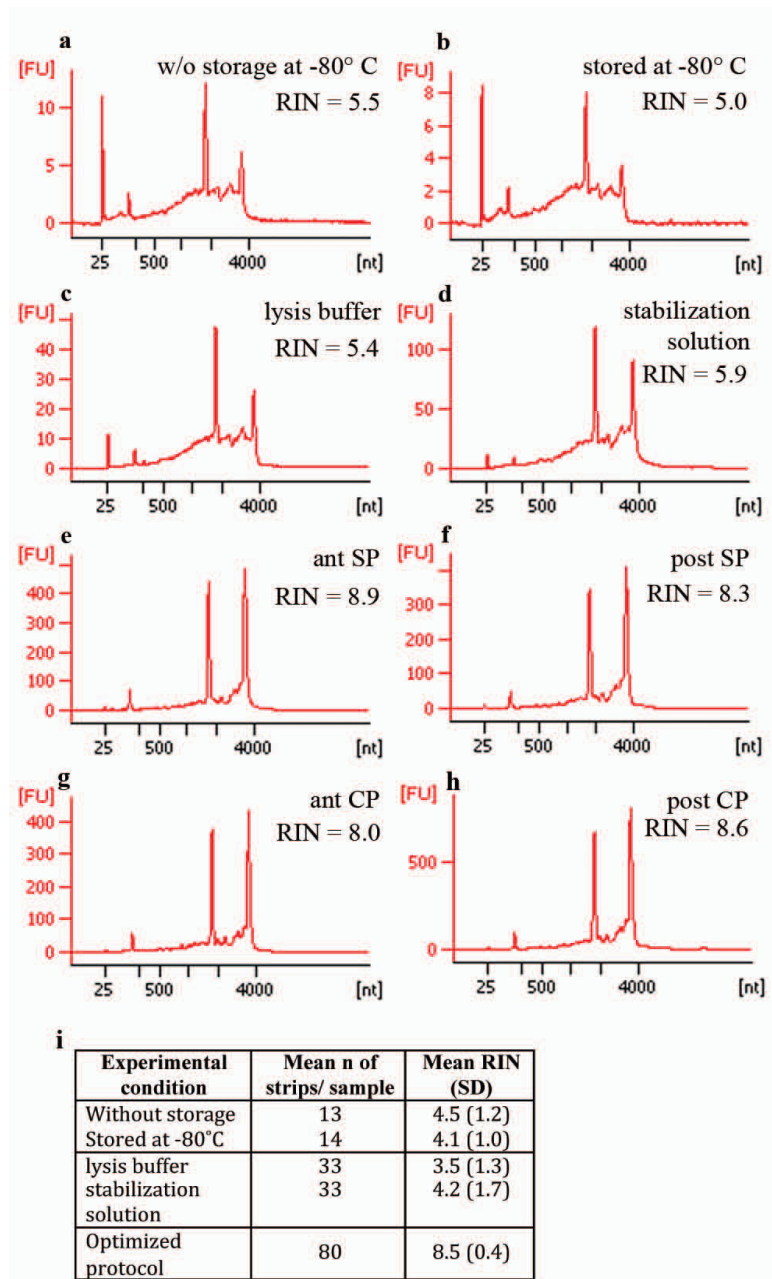 a
w/o storage at -80° C
[FU]
RIN = 5.5
10
5
0
25 500 4000 [nt]
b
stored at -80° C
[FU]
RIN = 5.0
8
6
4
2
0
25 500 4000 [nt]
c
lysis buffer
[FU]
RIN = 5.4
40
30
20
10
0
25 500 4000 [nt]
d
stabilization
[FU]
solution
RIN = 5.9
100
50
0
25 500 4000 [nt]
e
ant SP
[FU]
RIN = 8.9
400
300
200
100
0
25 500 4000 [nt]
f
post SP
[FU]
RIN = 8.3
300
200
100
0
25 500 4000 [nt]
g
ant CP
[FU]
RIN = 8.0
400
300
200
100
0
25 500 4000 [nt]
h
post CP
[FU]
RIN = 8.6
500
0
25 500 4000 [nt]
i
Experimental condition Mean n of strips/ sample Mean RIN (SD)
Without storage 13 4.5 (1.2)
Stored at -80°C 14 4.1 (1.0)
lysis buffer 33 3.5 (1.3)
stabilization solution 33 4.2 (1.7)
Optimized protocol 80 8.5 (0.4)